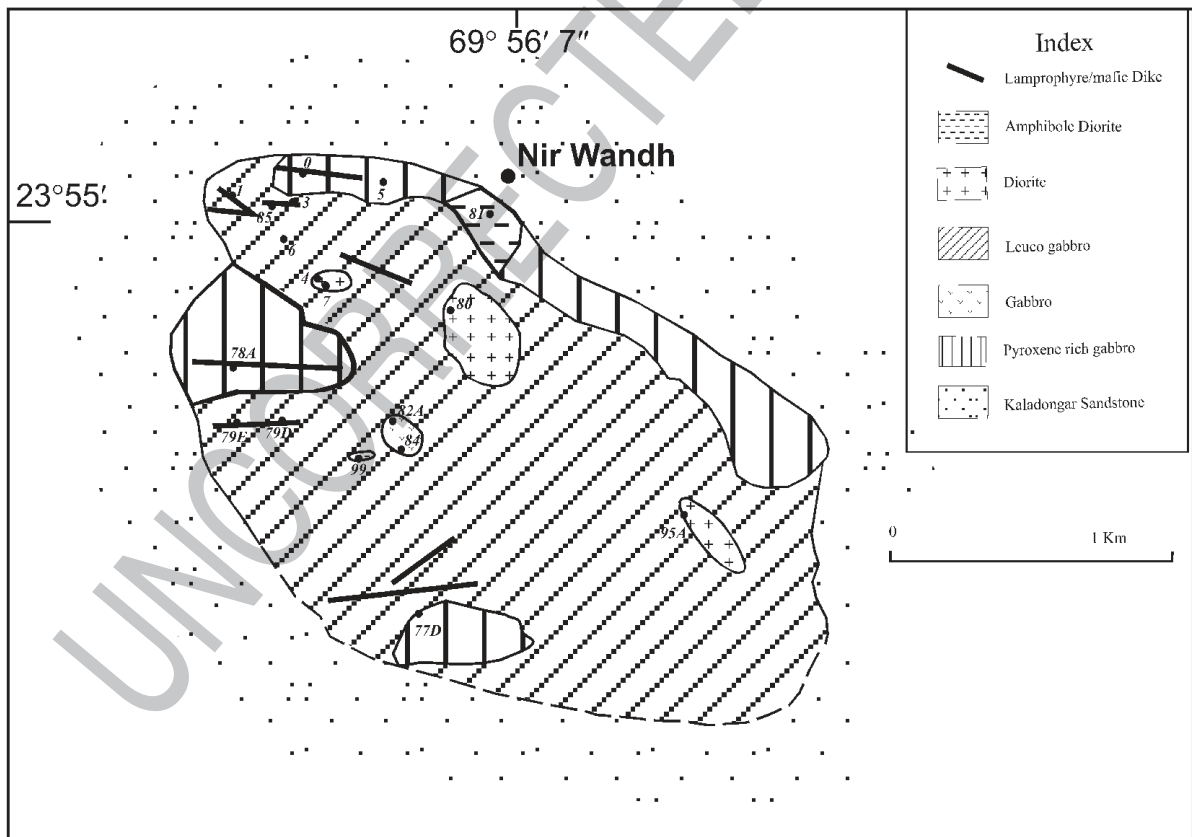 69° 56′ 7″
23°55′
Nir Wandh
0
1
5
3
85
81
6
4
7
80
78A
82A
79E
79D
84
99
95A
77D
Index
Lamprophyre/mafic Dike
Amphibole Diorite
Diorite
Leuco gabbro
Gabbro
Pyroxene rich gabbro
Kaladongar Sandstone
0 1 Km
UNCORRECTE